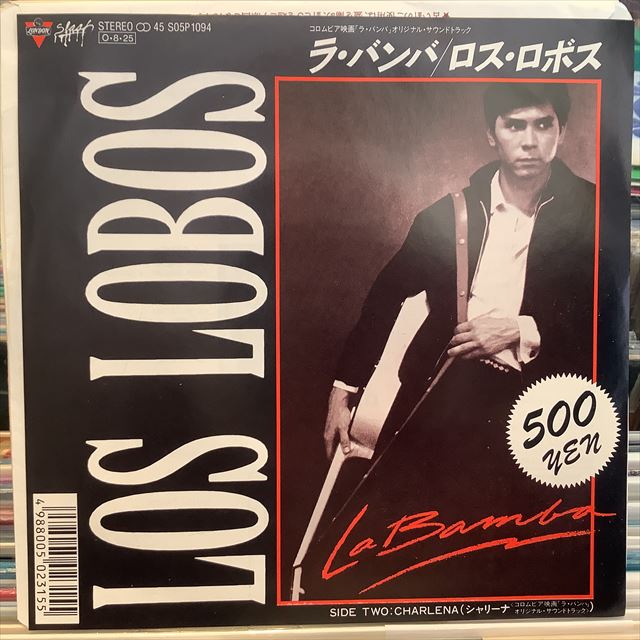 LONDON
slash
STEREO 45 S05P1094
0・8・25
コロムビア映画「ラ・バンバ」オリジナル・サウンドトラック
ラ・バンバ/ロス・ロボス
LOS LOBOS
500
YEN
La Bamba
4988005023155
SIDE TWO:CHARLENA(シャリーナ〈コロムビア映画「ラ・バンバ」
オリジナル・サウンドトラック〉)